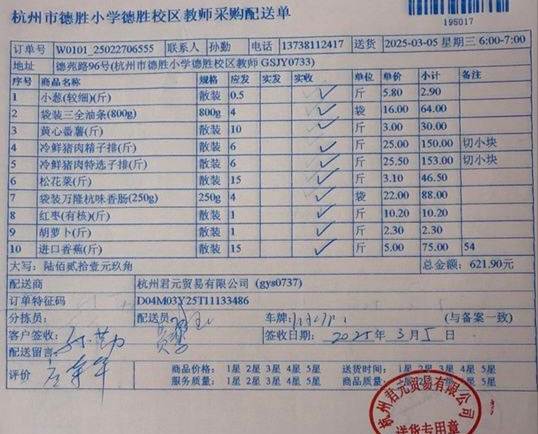 杭州市德胜小学德胜校区教师采购配送单
195017
订单号 W0101_25022706555 联系人 孙勤 电话 13738112417 送货 2025-03-05 星期三 6:00-7:00
地址 德苑路96号(杭州市德胜小学德胜校区教师 GSJY0733)
序号 商品名称 规格 应发 实发 实收 单位 单价 小计 备注
1 小葱(较细)(斤) 散装 0.5 ✓ 斤 5.80 2.90
2 袋装三全油条(800g) 800g 4 ✓ 袋 16.00 64.00
3 黄心番薯(斤) 散装 10 ✓ 斤 3.00 30.00
4 冷鲜猪肉精子排(斤) 散装 6 ✓ 斤 25.00 150.00 切小块
5 冷鲜猪肉特选子排(斤) 散装 6 ✓ 斤 25.50 153.00 切小块
6 松花菜(斤) 散装 15 ✓ 斤 3.10 46.50
7 袋装万隆杭味香肠(250g) 250g 4 ✓ 袋 22.00 88.00
8 红枣(有核)(斤) 散装 1 ✓ 斤 10.20 10.20
9 胡萝卜(斤) 散装 1 ✓ 斤 2.30 2.30
10 进口香蕉(斤) 散装 15 ✓ 斤 5.00 75.00 54
大写: 陆佰贰拾壹元玖角 总金额: 621.90元
配送商 杭州君元贸易有限公司 (gys0737)
订单特征码 D04M03Y25T11133486
分拣员: 配送员: 车牌: (与备案一致)
客户签收: 孙勤 签收日期: 2025年3月5日
配送留言
评价 商品价格: 1星 2星 3星 4星 5星 送货时间: 1星 2星 3星 4星 5星
服务质量: 1星 2星 3星 4星 5星 商品质量: 1星 2星 3星 4星 5星
杭州君元贸易有限公司
送货专用章